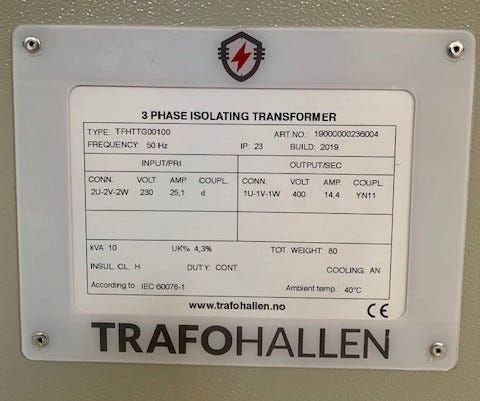 3 PHASE ISOLATING TRANSFORMER
TYPE: TFHTTG00100 ART.NO.: 19000000236004
FREQUENCY: 50 Hz IP: 23 BUILD: 2019
INPUT/PRI OUTPUT/SEC
CONN. VOLT AMP. COUPL. CONN. VOLT AMP. COUPL.
2U-2V-2W 230 25,1 d 1U-1V-1W 400 14,4 YN11
kVA 10 UK% 4,3% TOT. WEIGHT: 80
INSUL. CL. H DUTY: CONT. COOLING: AN
According to IEC 60076-1 Ambient temp.: 40°C
www.trafohallen.no CE
TRAFOHALLEN